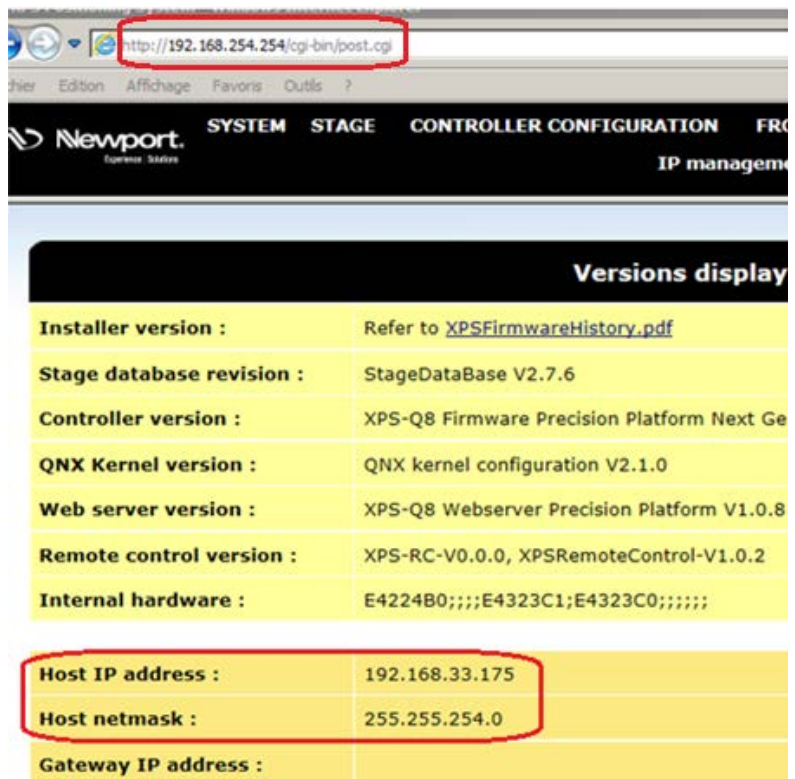 http://192.168.254.254/cgi-bin/post.cgi
Edition Affichage Favoris Outils ?
Newport. SYSTEM STAGE CONTROLLER CONFIGURATION
Experience Solutions
IP
Versions display
Installer version : Refer to XPSFirmwareHistory.pdf
Stage database revision : StageDataBase V2.7.6
Controller version : XPS-Q8 Firmware Precision Platform Next Ge
QNX Kernel version : QNX kernel configuration V2.1.0
Web server version : XPS-Q8 Webserver Precision Platform V1.0.8
Remote control version : XPS-RC-V0.0.0, XPSRemoteControl-V1.0.2
Internal hardware : E4224B0;;;;E4323C1;E4323C0;;;;;;
Host IP address : 192.168.33.175
Host netmask : 255.255.254.0
Gateway IP address :